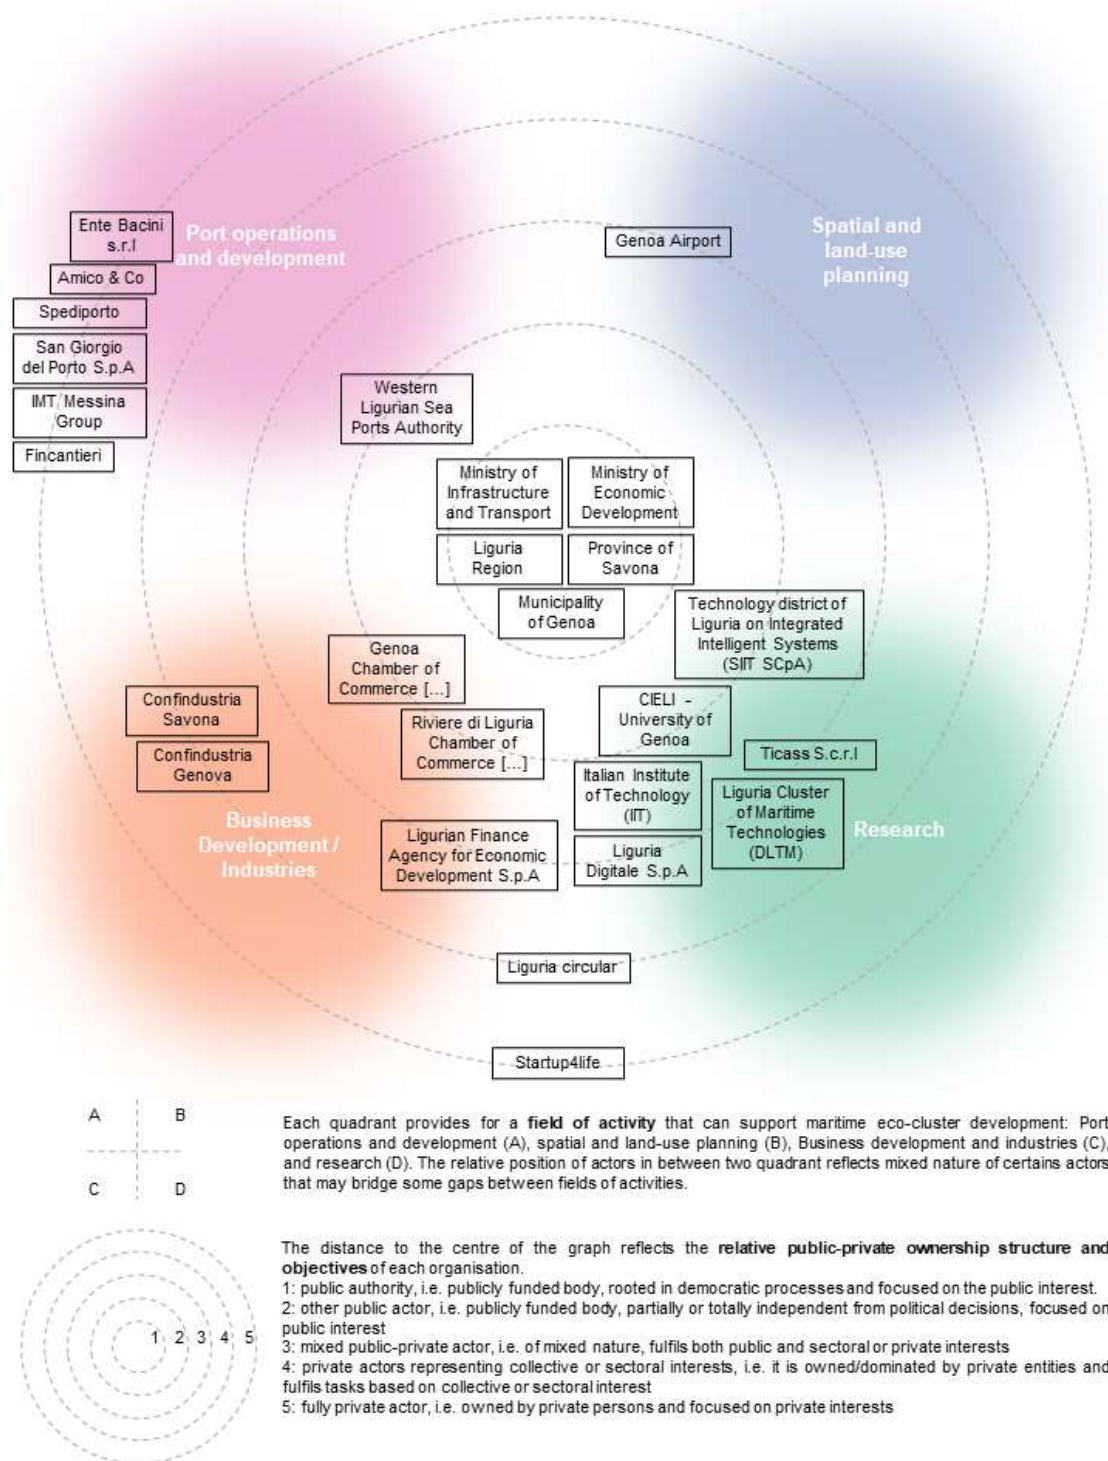 Ente Bacini
s.r.l
Port operations
and development
Spatial and
land-use
planning
Genoa Airport
Amico & Co
Spediporto
San Giorgio
del Porto S.p.A
IMT Messina
Group
Fincantieri
Western
Ligurian Sea
Ports Authority
Ministry of
Infrastructure
and Transport
Ministry of
Economic
Development
Liguria
Region
Province of
Savona
Municipality
of Genoa
Technology district of
Liguria on Integrated
Intelligent Systems
(SIIT SCpA)
Genoa
Chamber of
Commerce [...]
Confindustria
Savona
Riviere di Liguria
Chamber of
Commerce [...]
CIELI -
University of
Genoa
Confindustria
Genova
Ticass S.c.r.l
Italian Institute
of Technology
(IIT)
Liguria Cluster
of Maritime
Technologies
(DLTM)
Business
Development /
Industries
Research
Ligurian Finance
Agency for Economic
Development S.p.A
Liguria
Digitale S.p.A
Liguria circular
Startup4life
A B
C D
Each quadrant provides for a field of activity that can support maritime eco-cluster development: Port
operations and development (A), spatial and land-use planning (B), Business development and industries (C),
and research (D). The relative position of actors in between two quadrant reflects mixed nature of certains actors
that may bridge some gaps between fields of activities.
1 2 3 4 5
The distance to the centre of the graph reflects the relative public-private ownership structure and
objectives of each organisation.
1: public authority, i.e. publicly funded body, rooted in democratic processes and focused on the public interest.
2: other public actor, i.e. publicly funded body, partially or totally independent from political decisions, focused on
public interest
3: mixed public-private actor, i.e. of mixed nature, fulfils both public and sectoral or private interests
4: private actors representing collective or sectoral interests, i.e. it is owned/dominated by private entities and
fulfils tasks based on collective or sectoral interest
5: fully private actor, i.e. owned by private persons and focused on private interests